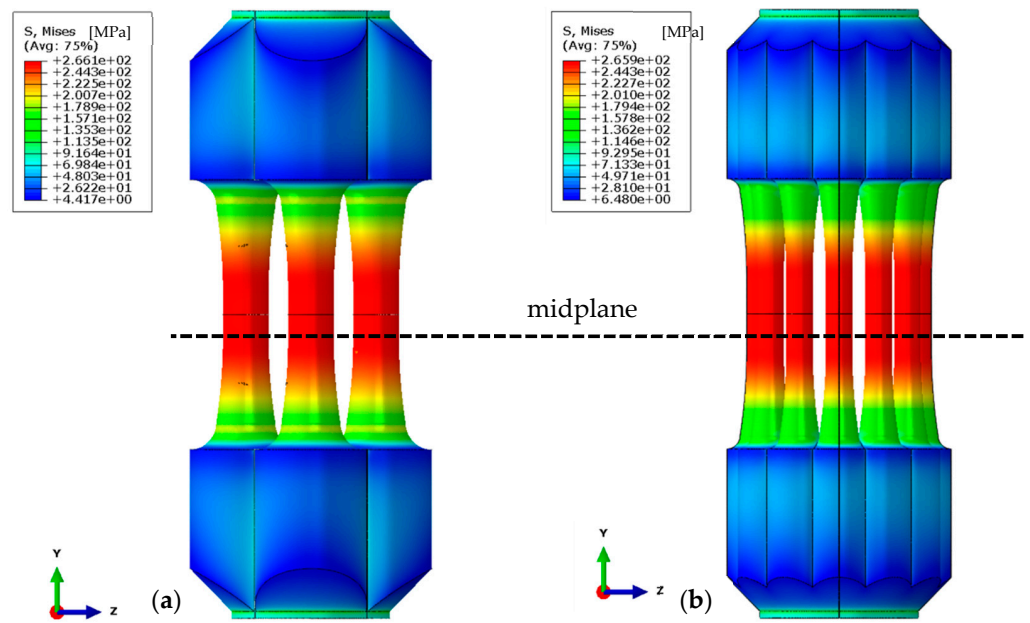 S, Mises [MPa]
(Avg: 75%)
+2.661e+02
+2.443e+02
+2.225e+02
+2.007e+02
+1.789e+02
+1.571e+02
+1.353e+02
+1.135e+02
+9.164e+01
+6.984e+01
+4.803e+01
+2.622e+01
+4.417e+00
S, Mises [MPa]
(Avg: 75%)
+2.659e+02
+2.443e+02
+2.227e+02
+2.010e+02
+1.794e+02
+1.578e+02
+1.362e+02
+1.146e+02
+9.295e+01
+7.133e+01
+4.971e+01
+2.810e+01
+6.480e+00
midplane
Y
Z
(a)
Y
Z
(b)